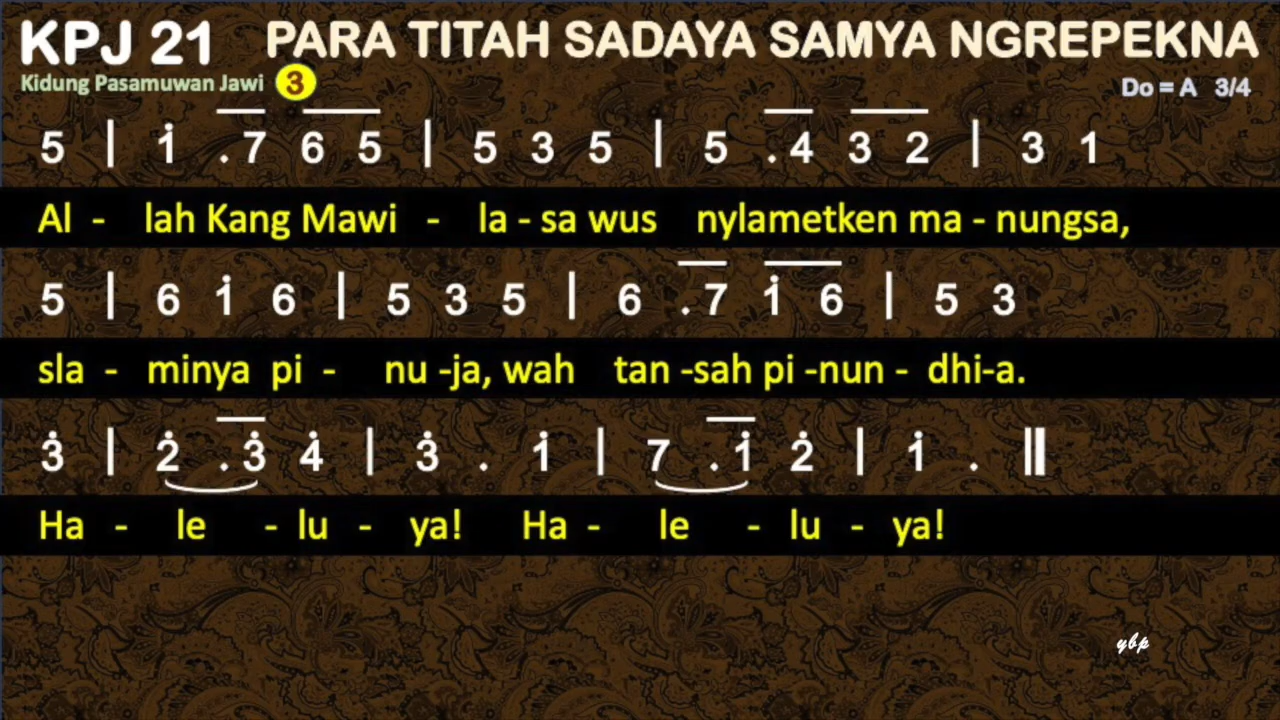 KPJ 21 PARA TITAH SADAYA SAMYA NGREPEKNA
Kidung Pasamuwan Jawi 3 Do = A 3/4
5 | i̇ . 7 6 5 | 5 3 5 | 5 . 4 3 2 | 3 1
Al - lah Kang Mawi - la - sa wus nylametken ma - nungsa,
5 | 6 i̇ 6 | 5 3 5 | 6 . 7 i̇ 6 | 5 3
sla - minya pi - nu -ja, wah tan -sah pi -nun - dhi-a.
3̇ | 2̇ . 3̇ 4̇ | 3̇ . 1̇ | 7 . 1̇ 2̇ | 1̇ . ||
Ha - le - lu - ya! Ha - le - lu - ya!
ybp